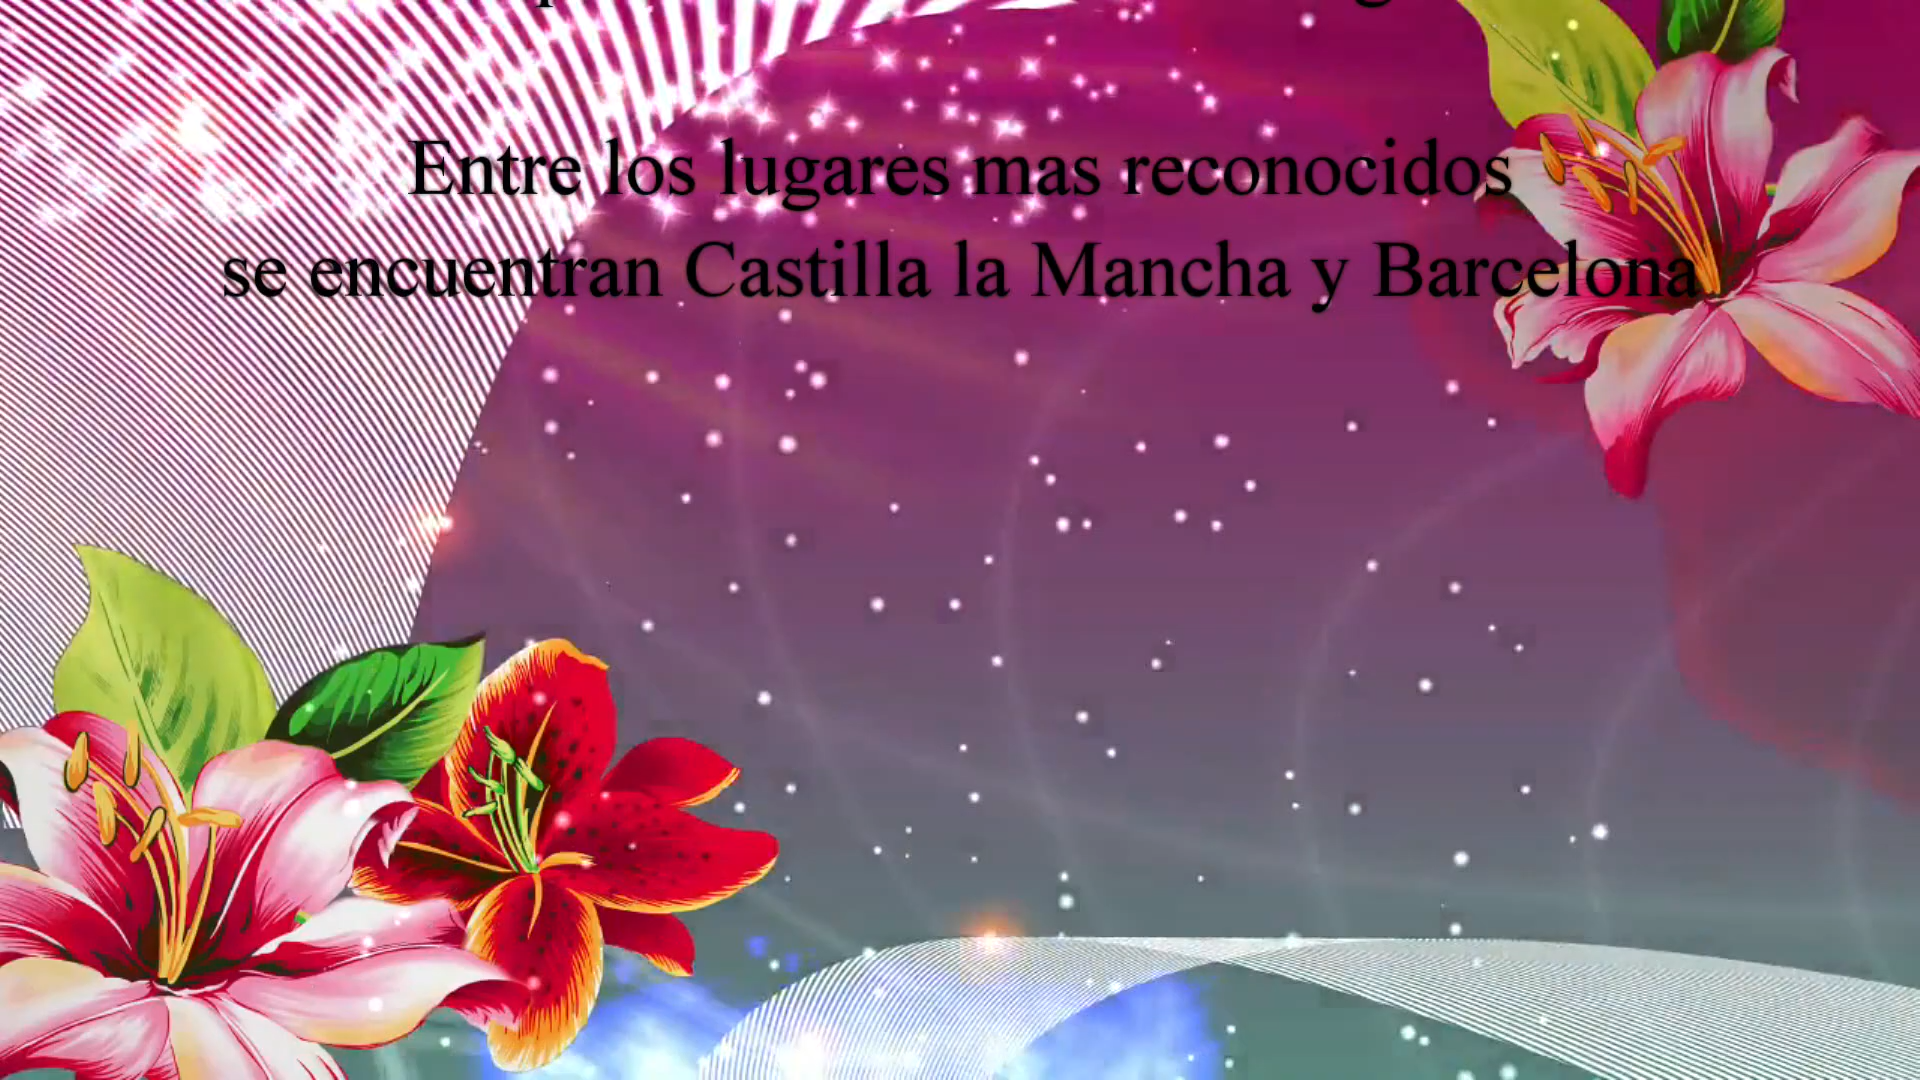 Entre los lugares mas reconocidos
se encuentran Castilla la Mancha y Barcelona